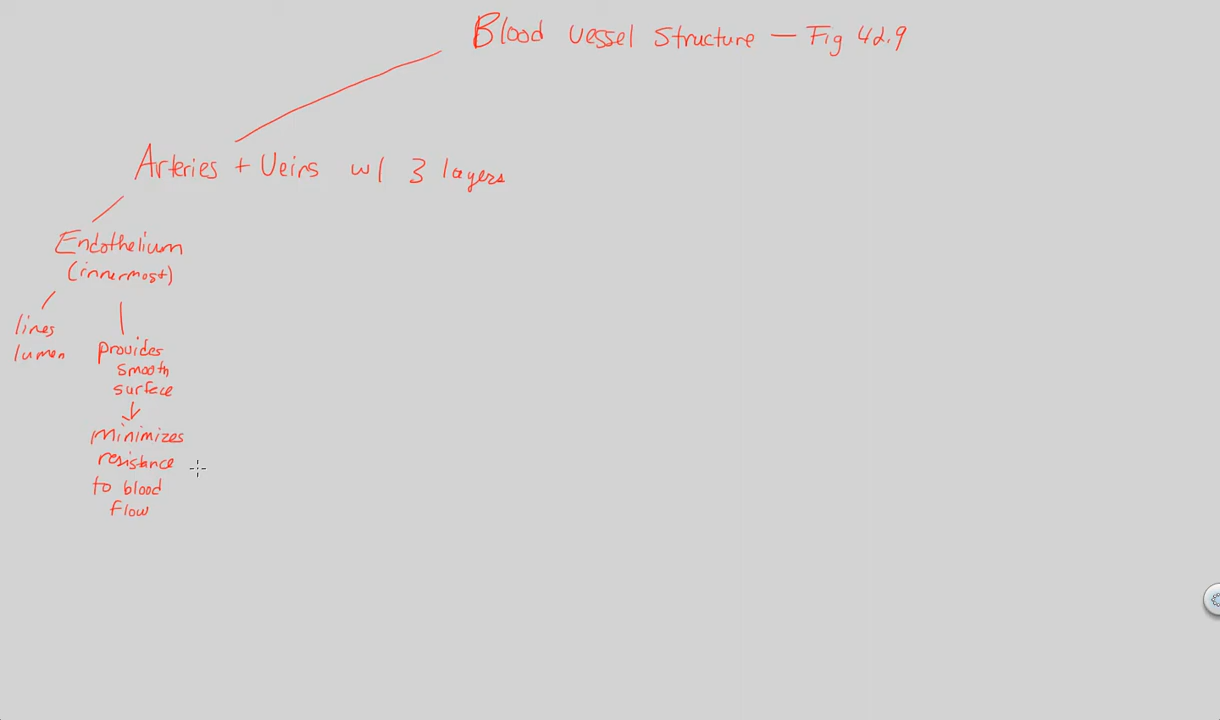 Blood vessel structure — Fig 42.9
Arteries + Veins w/ 3 layers
Endothelium
(innermost)
lines
lumen
provides
smooth
surface
minimizes
resistance
to blood
flow